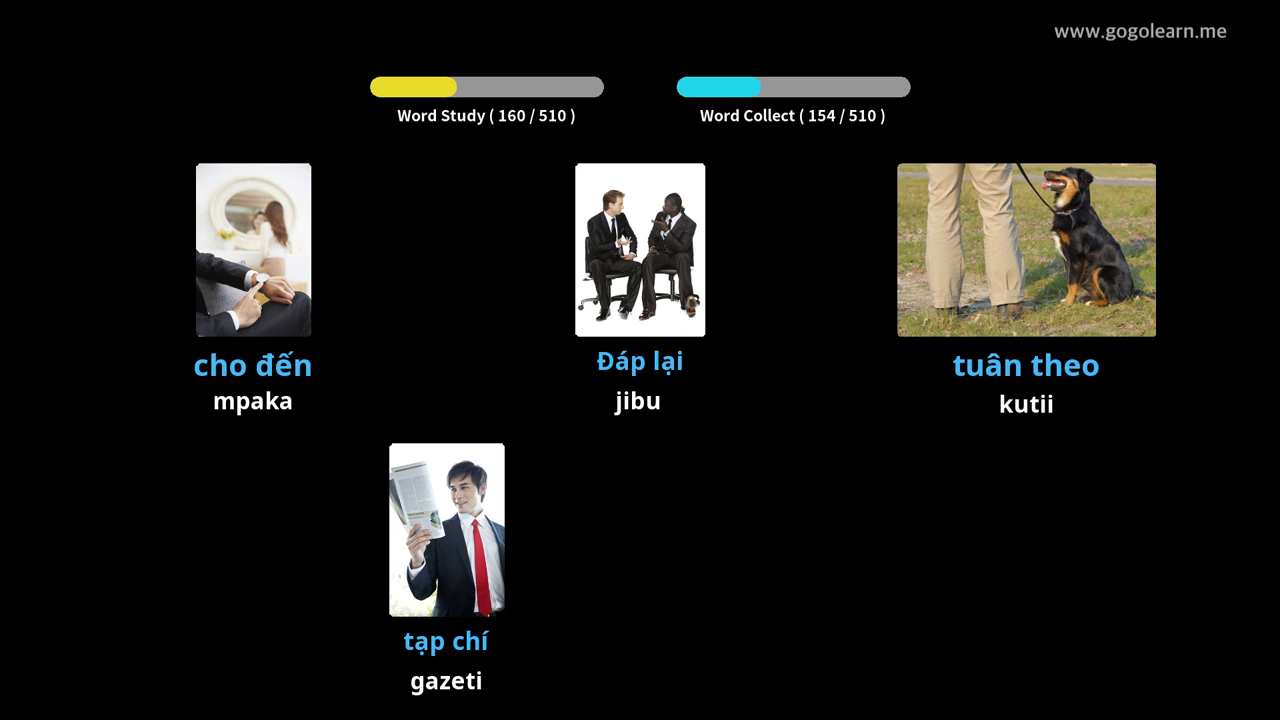 www.gogolearn.me
Word Study ( 160 / 510 )
Word Collect ( 154 / 510 )
cho đến
mpaka
Đáp lại
jibu
tuân theo
kutii
tạp chí
gazeti